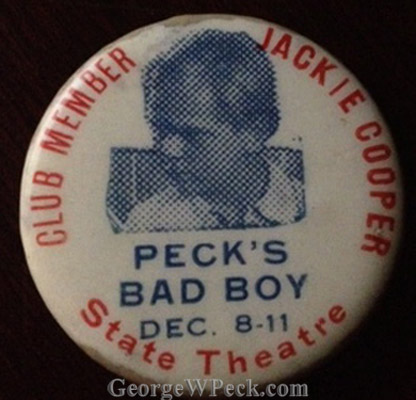 CLUB MEMBER
JACKIE COOPER
PECK'S
BAD BOY
DEC. 8-11
State Theatre
GeorgeWPeck.com